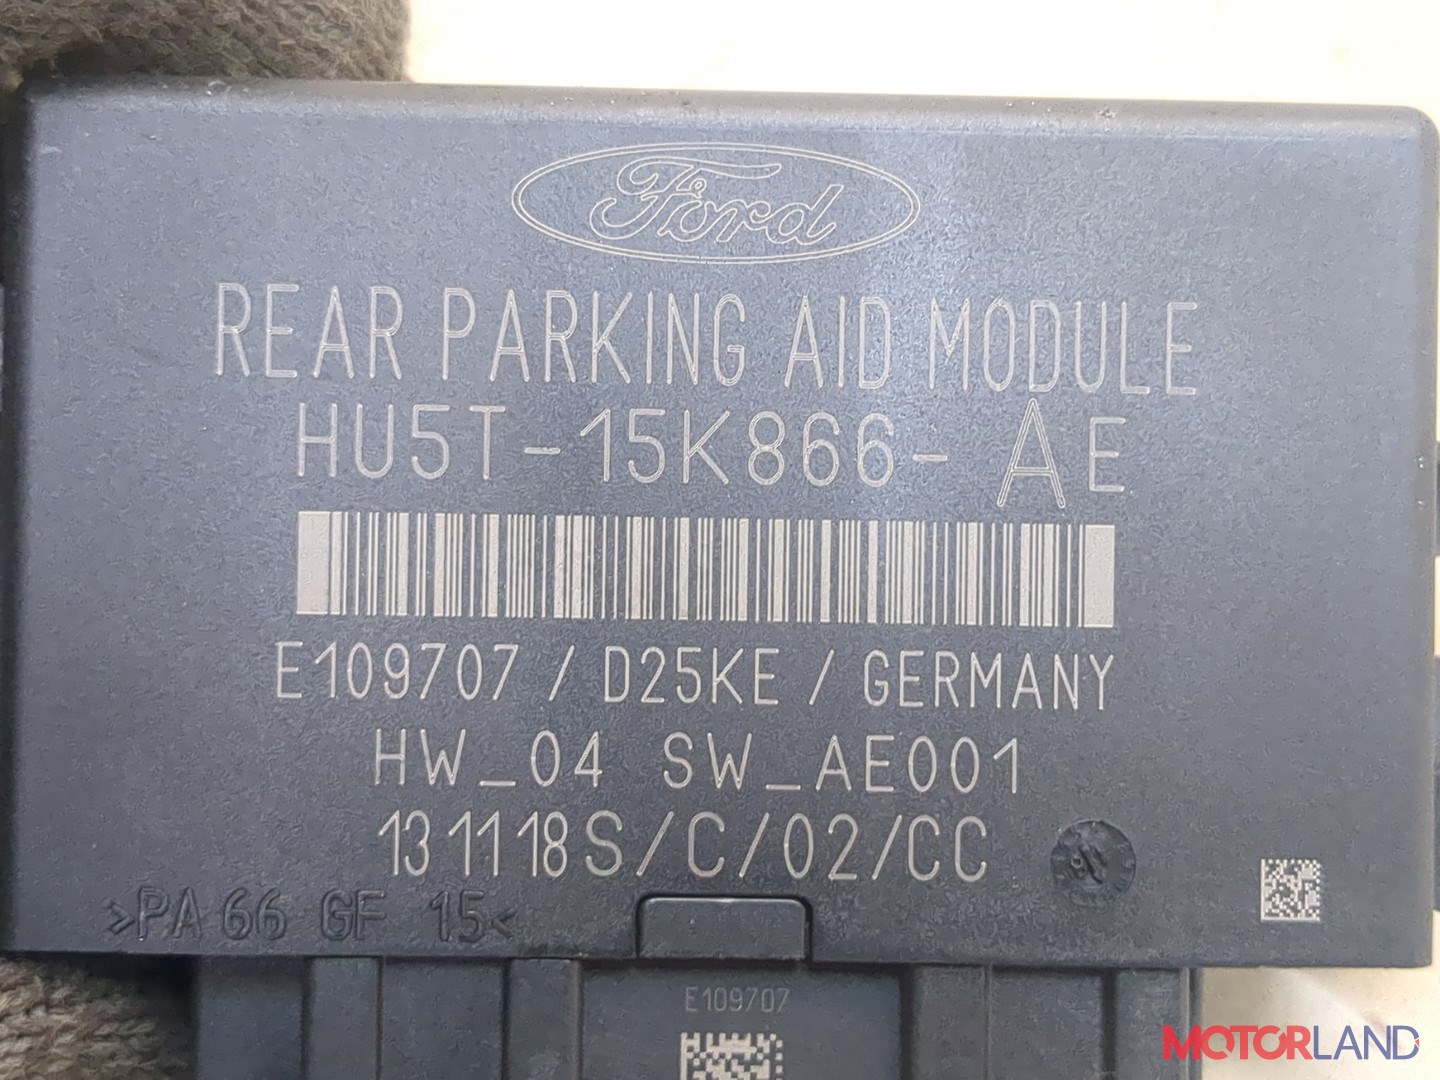 Ford
REAR PARKING AID MODULE
HU5T-15K866-AE
E109707 / D25KE / GERMANY
HW_04 SW_AE001
131118S/C/02/CC
>PA 66 GF 15<
E109707
MOTORLAND